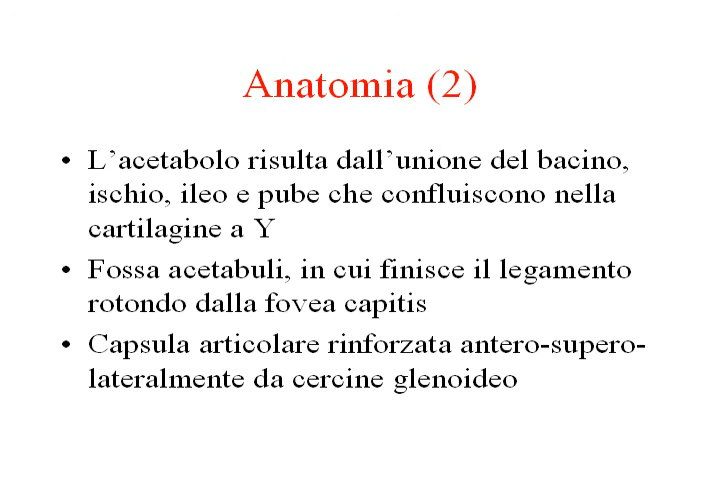 Anatomia (2)
• L'acetabolo risulta dall'unione del bacino,
ischio, ileo e pube che confluiscono nella
cartilagine a Y
• Fossa acetabuli, in cui finisce il legamento
rotondo dalla fovea capitis
• Capsula articolare rinforzata antero-supero-
lateralmente da cercine glenoideo